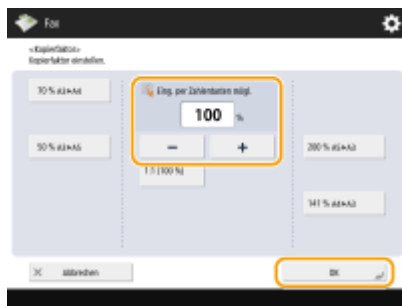 Fax
<Kopierfaktor>
Kopierfaktor einstellen.
70 % A3➔A4
Eing. per Zahlentasten mögl.
100 %
50 % A3➔A5
− +
200 % A5➔A3
1:1 (100 %)
141 % A4➔A3
× Abbrechen
OK